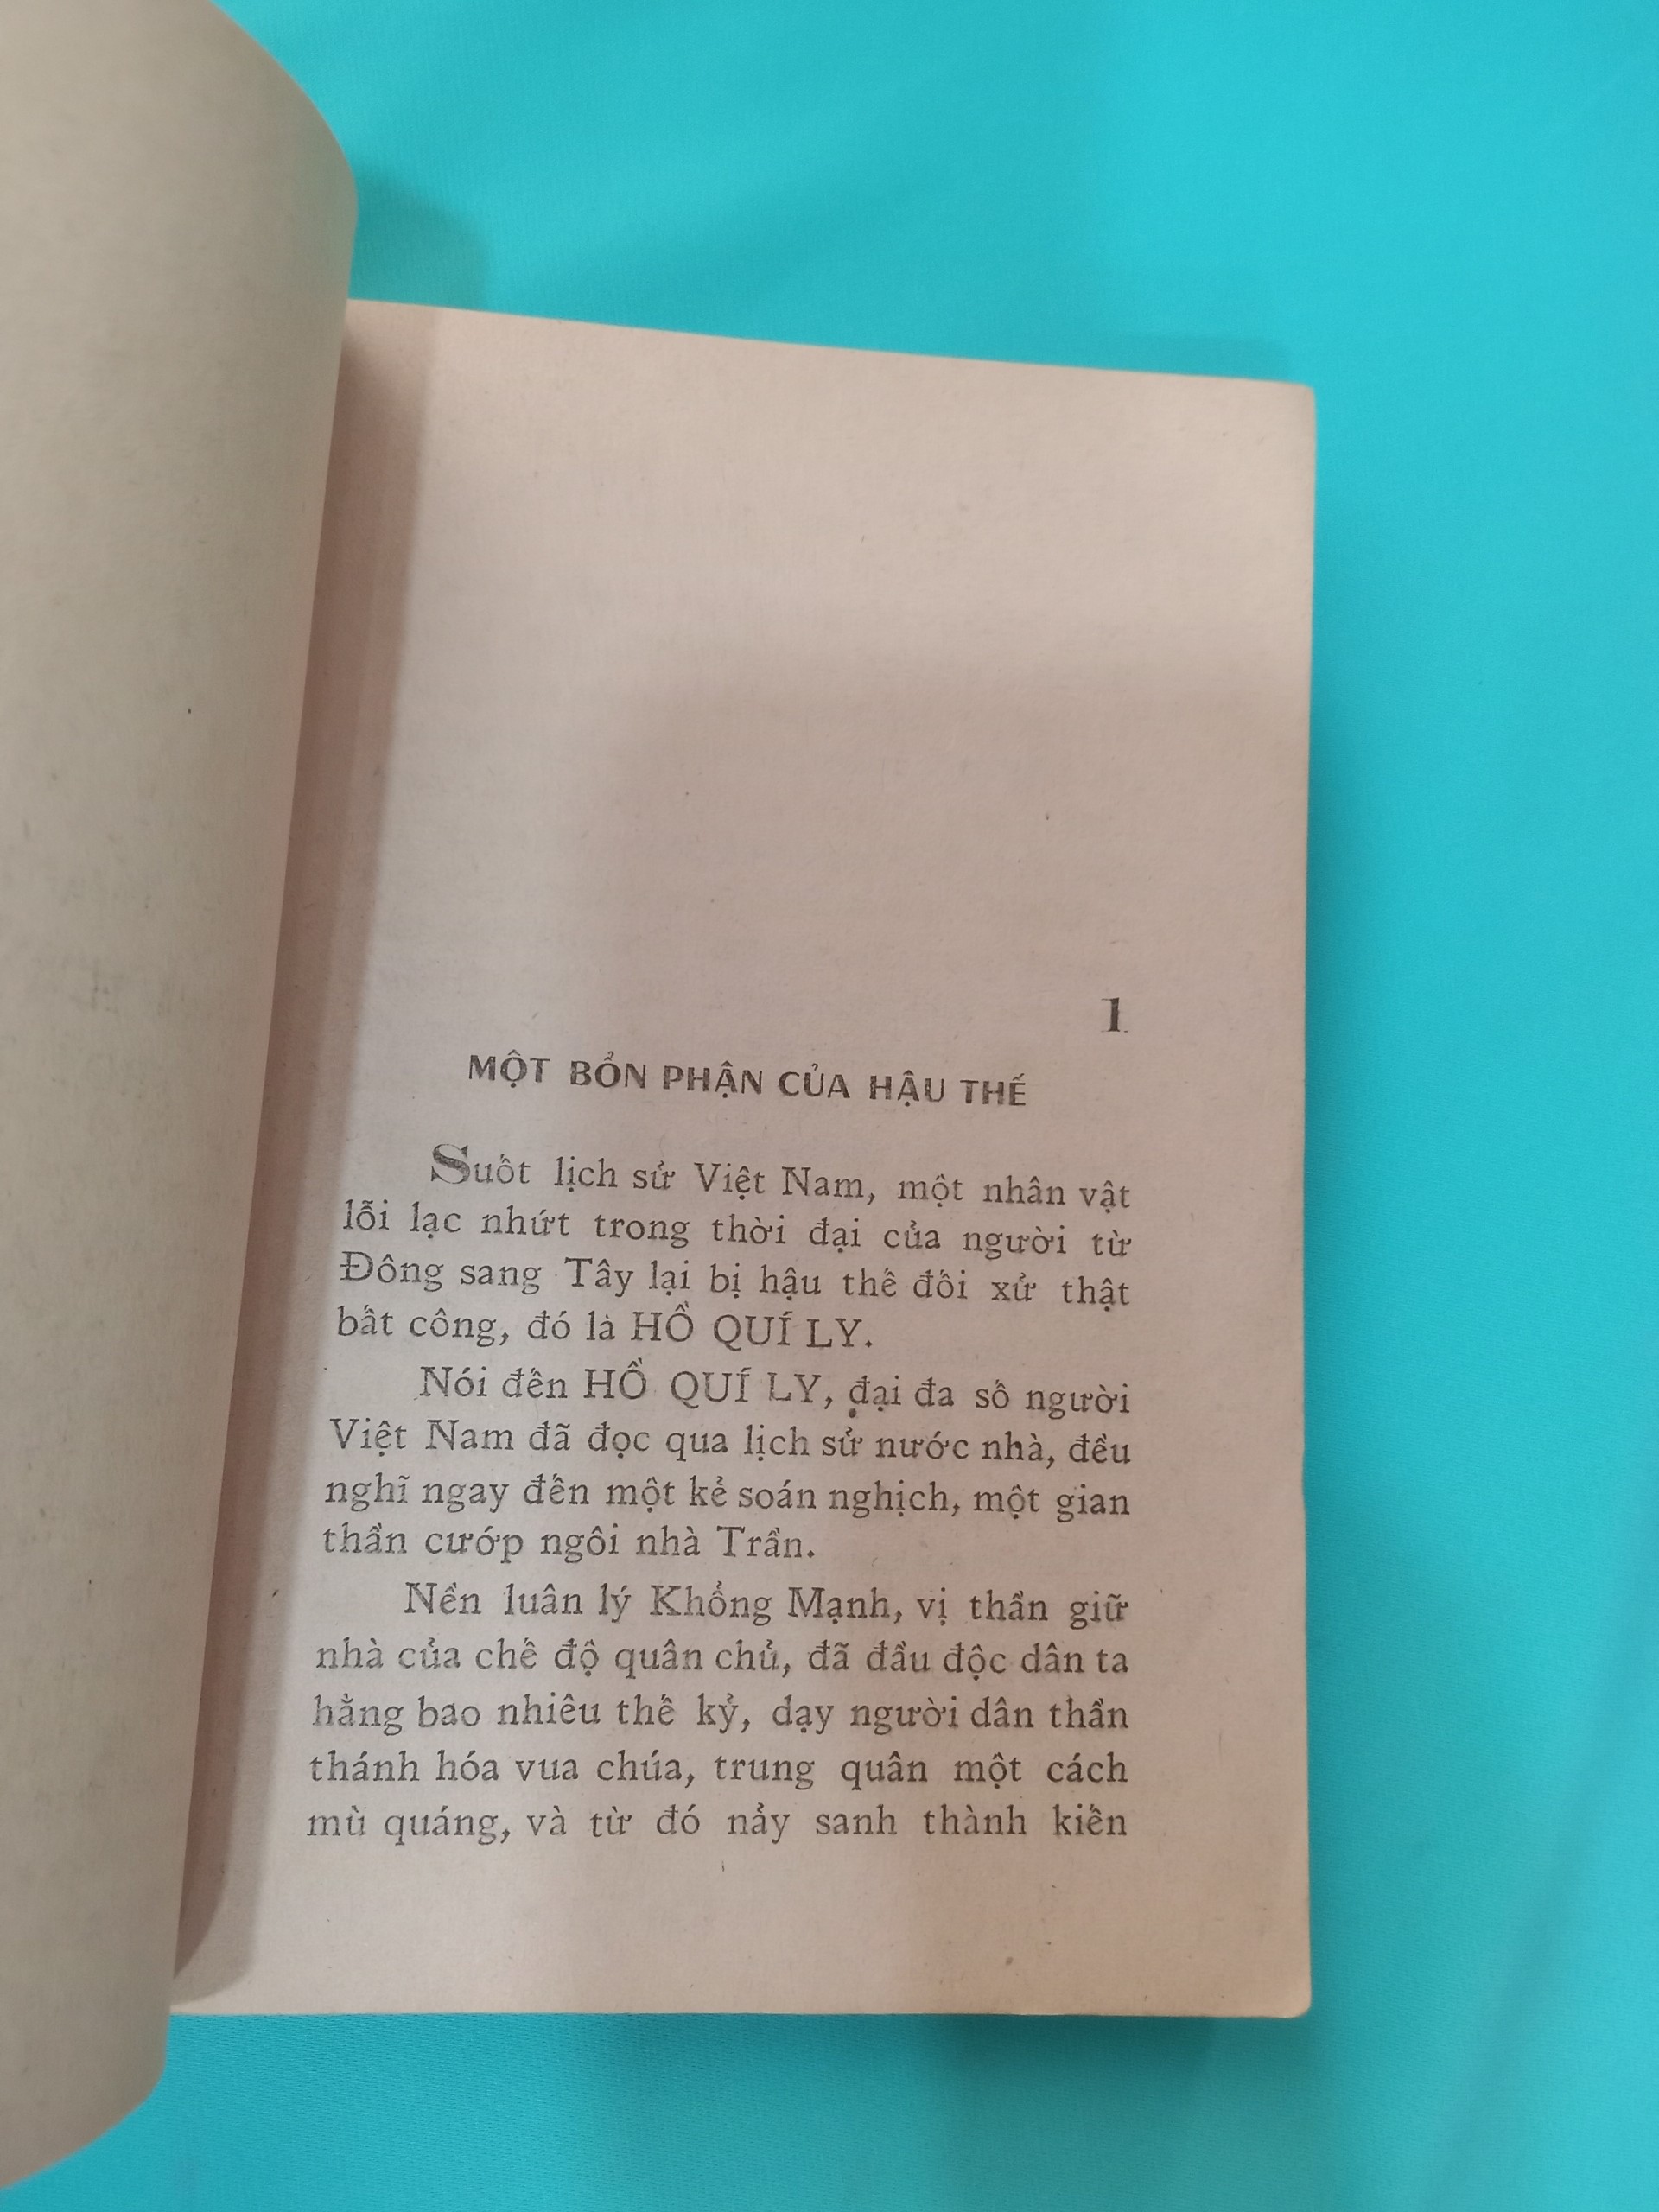 1
MỘT BỔN PHẬN CỦA HẬU THẾ
Suốt lịch sử Việt Nam, một nhân vật
lỗi lạc nhứt trong thời đại của người từ
Đông sang Tây lại bị hậu thế đối xử thật
bất công, đó là HỒ QUÍ LY.
Nói đến HỒ QUÍ LY, đại đa số người
Việt Nam đã đọc qua lịch sử nước nhà, đều
nghĩ ngay đến một kẻ soán nghịch, một gian
thần cướp ngôi nhà Trần.
Nền luân lý Khổng Mạnh, vị thần giữ
nhà của chế độ quân chủ, đã đầu độc dân ta
hằng bao nhiêu thế kỷ, dạy người dân thần
thánh hóa vua chúa, trung quân một cách
mù quáng, và từ đó nảy sanh thành kiến